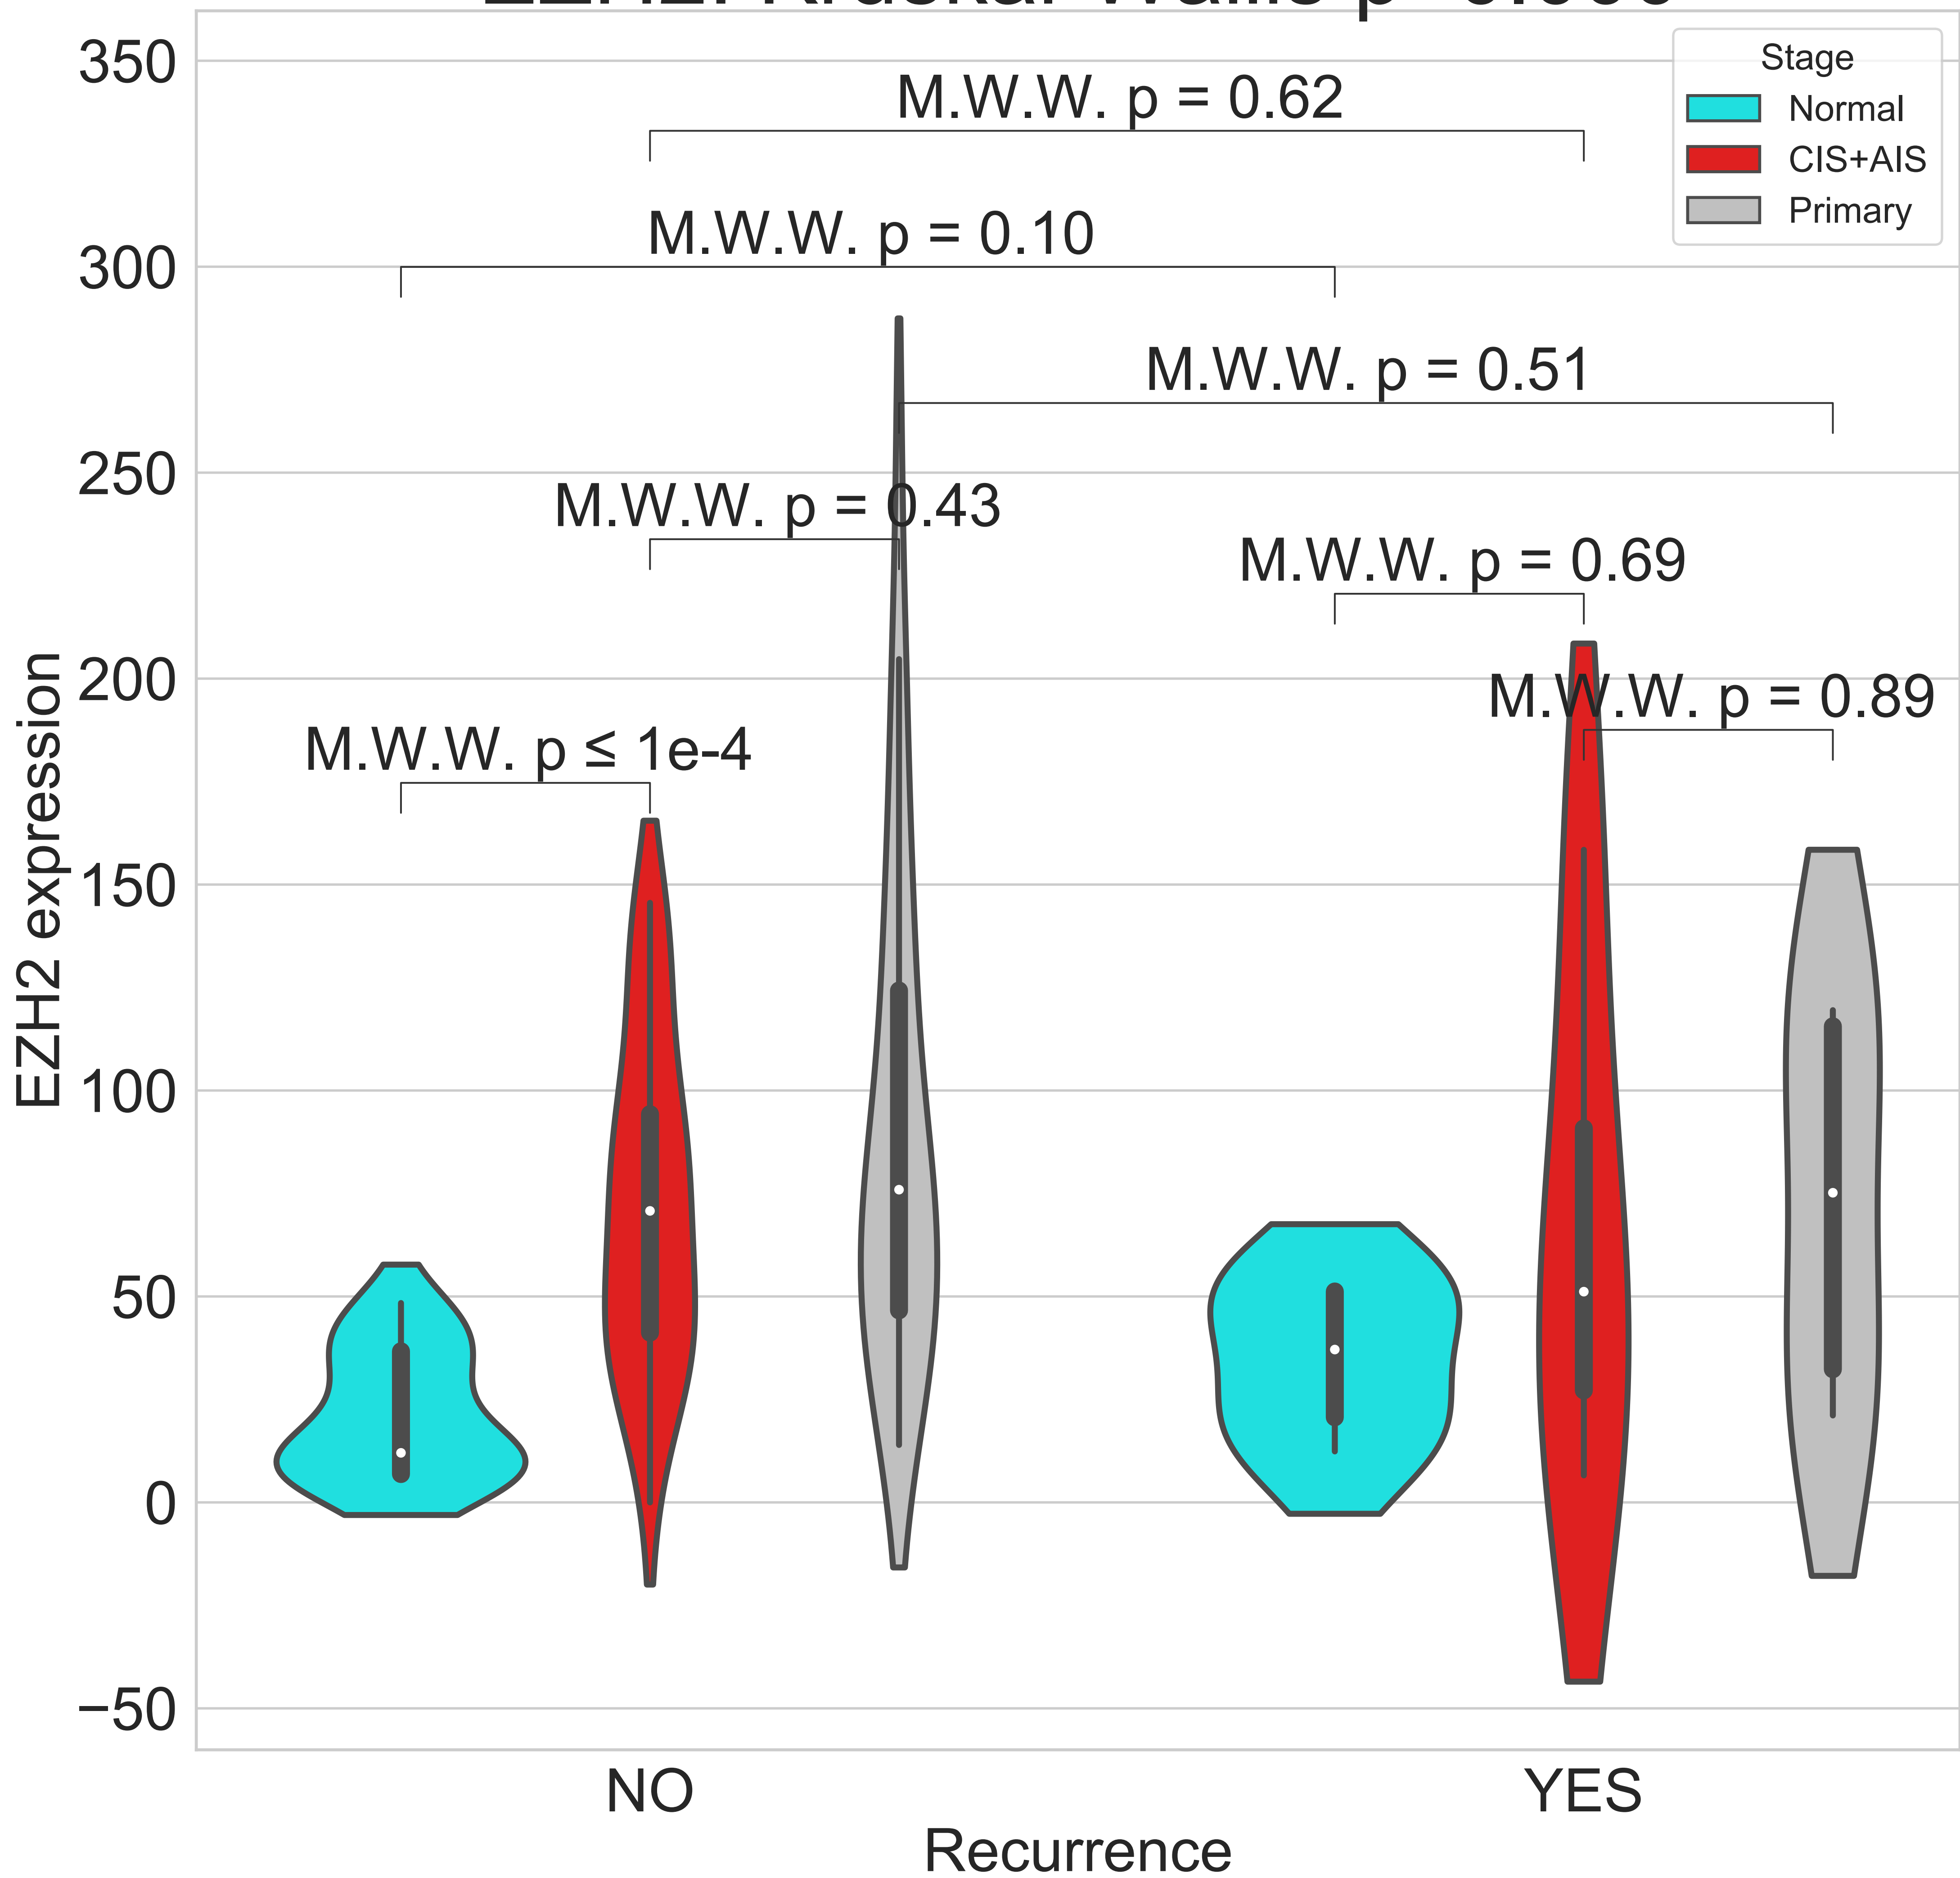 350
300
250
200
150
100
50
0
−50
EZH2 expression
Stage
Normal
CIS+AIS
Primary
M.W.W. p = 0.62
M.W.W. p = 0.10
M.W.W. p = 0.51
M.W.W. p = 0.43
M.W.W. p = 0.69
M.W.W. p = 0.89
M.W.W. p ≤ 1e-4
NO
YES
Recurrence